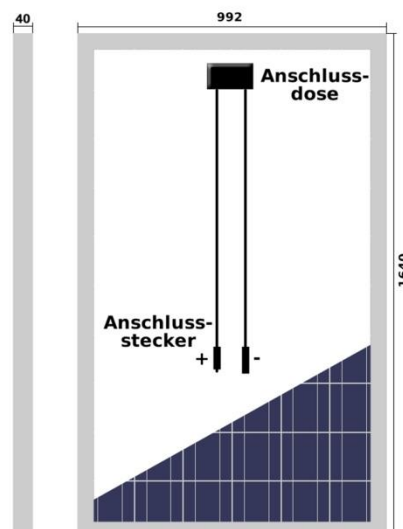 40
992
Anschluss-
dose
1640
Anschluss-
stecker
+
-